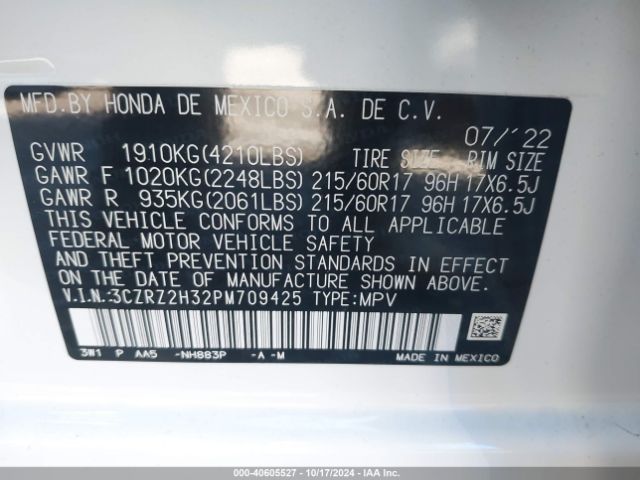 MFD.BY HONDA DE MEXICO S.A. DE C.V.
07/'22
GVWR 1910KG(4210LBS) TIRE SIZE RIM SIZE
GAWR F 1020KG(2248LBS) 215/60R17 96H 17X6.5J
GAWR R 935KG(2061LBS) 215/60R17 96H 17X6.5J
THIS VEHICLE CONFORMS TO ALL APPLICABLE
FEDERAL MOTOR VEHICLE SAFETY
AND THEFT PREVENTION STANDARDS IN EFFECT
ON THE DATE OF MANUFACTURE SHOWN ABOVE.
V.I.N.:3CZRZ2H32PM709425 TYPE:MPV
3W1 P AA5 -NH883P -A-M MADE IN MEXICO
000-40605527 - 10/17/2024 - IAA Inc.